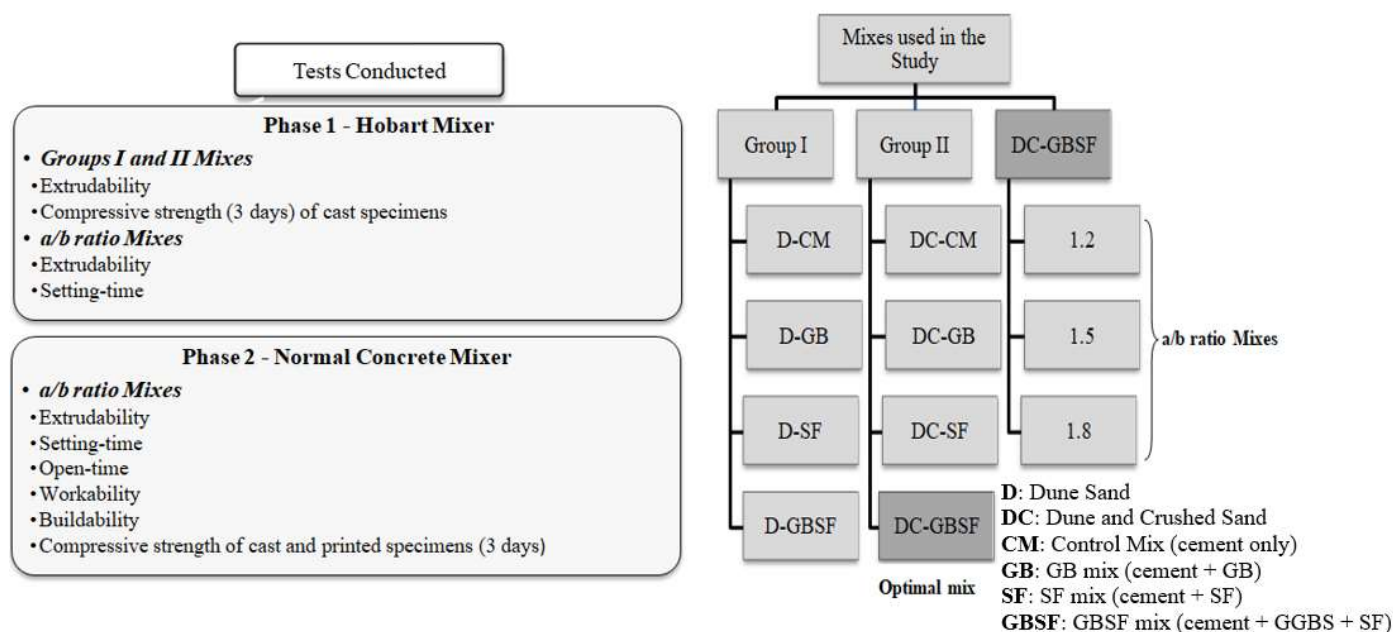 Tests Conducted
Phase 1 - Hobart Mixer
• Groups I and II Mixes
•Extrudability
•Compressive strength (3 days) of cast specimens
• a/b ratio Mixes
•Extrudability
•Setting-time
Phase 2 - Normal Concrete Mixer
• a/b ratio Mixes
•Extrudability
•Setting-time
•Open-time
•Workability
•Buildability
•Compressive strength of cast and printed specimens (3 days)
Mixes used in the
Study
Group I
Group II
DC-GBSF
D-CM
DC-CM
1.2
D-GB
DC-GB
1.5
a/b ratio Mixes
D-SF
DC-SF
1.8
D-GBSF
DC-GBSF
Optimal mix
D: Dune Sand
DC: Dune and Crushed Sand
CM: Control Mix (cement only)
GB: GB mix (cement + GB)
SF: SF mix (cement + SF)
GBSF: GBSF mix (cement + GGBS + SF)